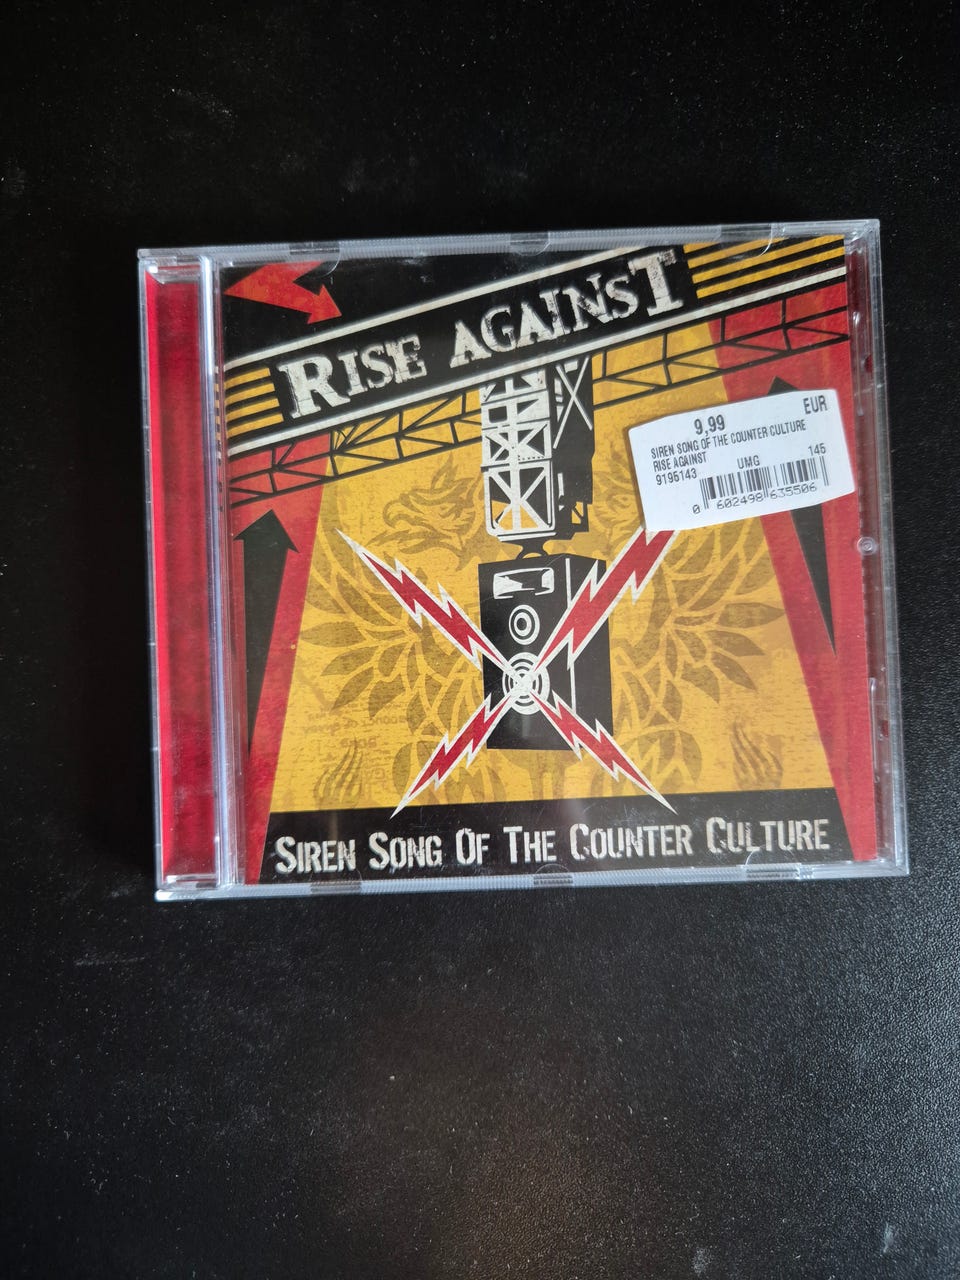 RISE AGAINST
9,99 EUR
SIREN SONG OF THE COUNTER CULTURE
RISE AGAINST 145
9195143 UMG
0 602498 635506
SIREN SONG OF THE COUNTER CULTURE